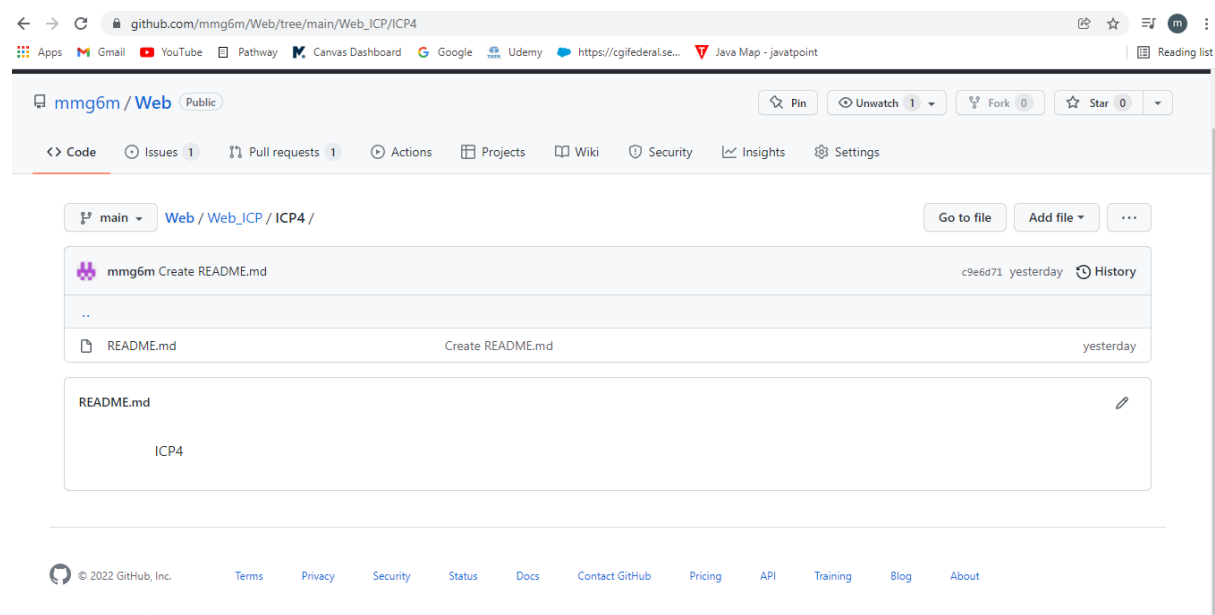 github.com/mmg6m/Web/tree/main/Web_ICP/ICP4 m
Apps Gmail YouTube Pathway Canvas Dashboard Google Udemy https://cgifederal.se... Java Map - javatpoint Reading list
mmg6m / Web Public Pin Unwatch 1 Fork 0 Star 0
Code Issues 1 Pull requests 1 Actions Projects Wiki Security Insights Settings
main Web / Web_ICP / ICP4 / Go to file Add file ...
mmg6m Create README.md c9e6d71 yesterday History
..
README.md Create README.md yesterday
README.md
ICP4
© 2022 GitHub, Inc. Terms Privacy Security Status Docs Contact GitHub Pricing API Training Blog About